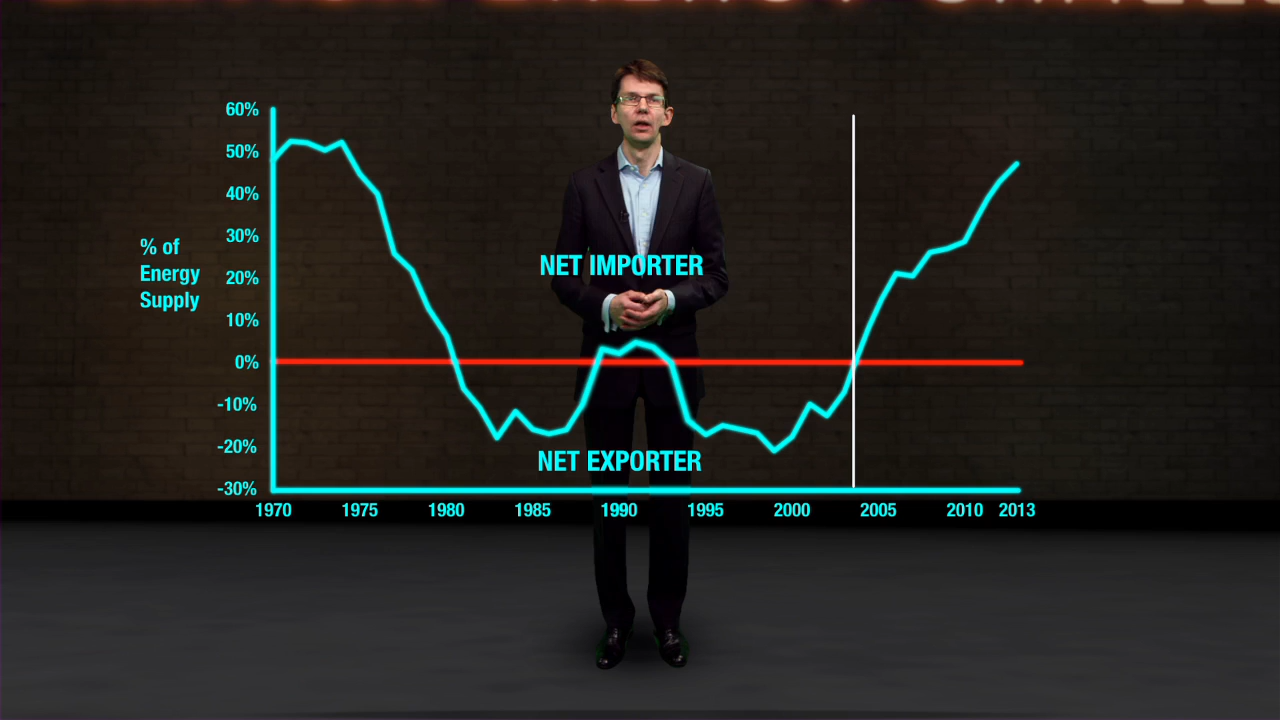 60%
50%
40%
30%
20%
10%
0%
-10%
-20%
-30%
% of
Energy
Supply
NET IMPORTER
NET EXPORTER
1970 1975 1980 1985 1990 1995 2000 2005 2010 2013